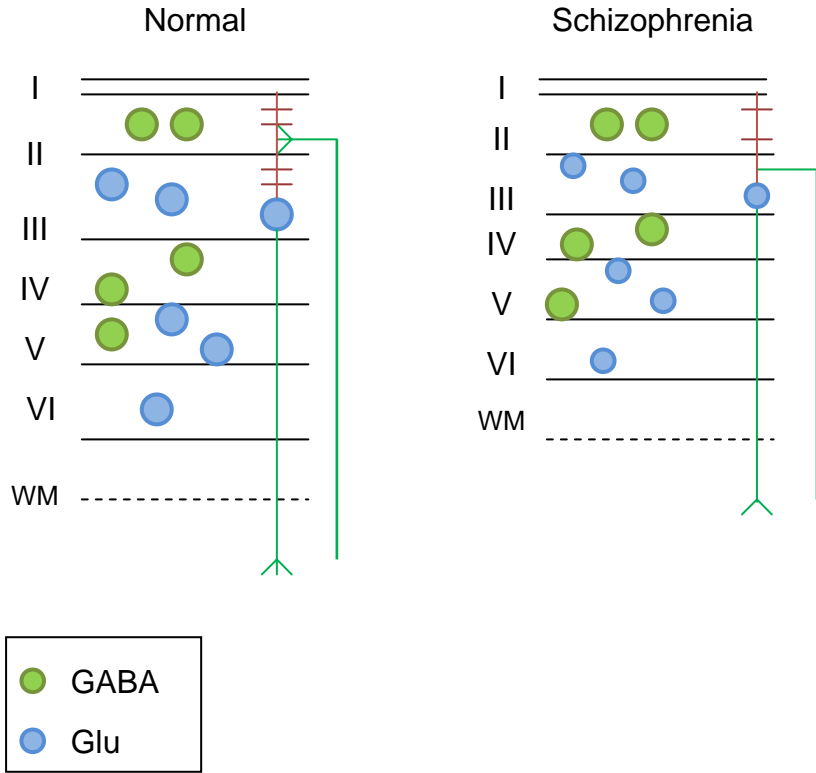 Normal
I
II
III
IV
V
VI
WM
Schizophrenia
I
II
III
IV
V
VI
WM
GABA
Glu